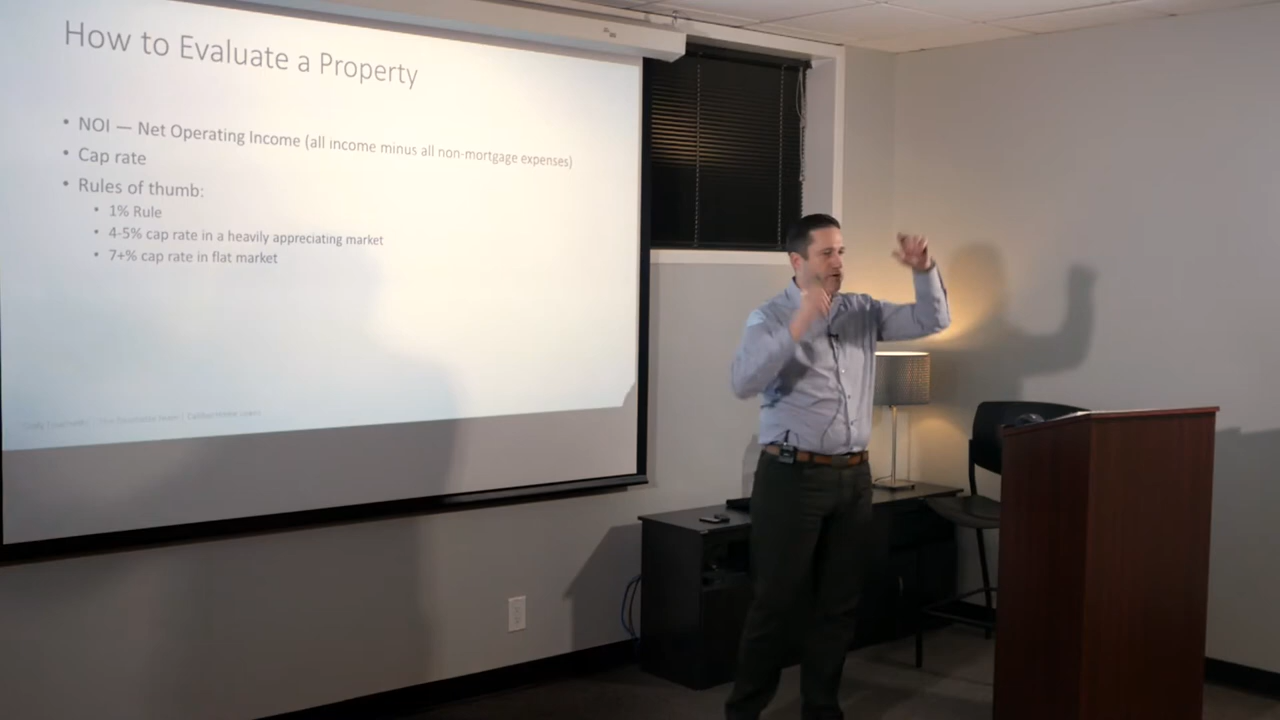 How to Evaluate a Property
• NOI — Net Operating Income (all income minus all non-mortgage expenses)
• Cap rate
• Rules of thumb:
• 1% Rule
• 4-5% cap rate in a heavily appreciating market
• 7+% cap rate in flat market